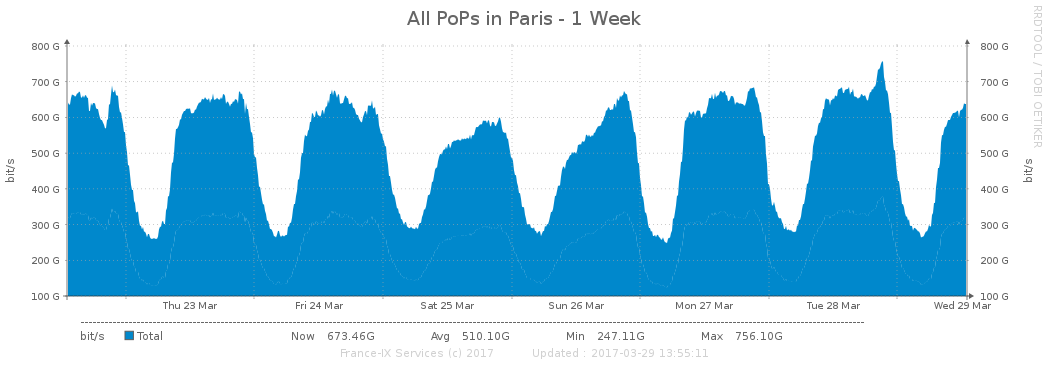 All PoPs in Paris - 1 Week
RRDTOOL / TOBI OETIKER
bit/s
800 G 800 G
700 G 700 G
600 G 600 G
500 G 500 G
400 G 400 G
300 G 300 G
200 G 200 G
100 G 100 G
bit/s
Thu 23 Mar Fri 24 Mar Sat 25 Mar Sun 26 Mar Mon 27 Mar Tue 28 Mar Wed 29 Mar
bit/s Total Now 673.46G Avg 510.10G Min 247.11G Max 756.10G
France-IX Services (c) 2017 Updated : 2017-03-29 13:55:11